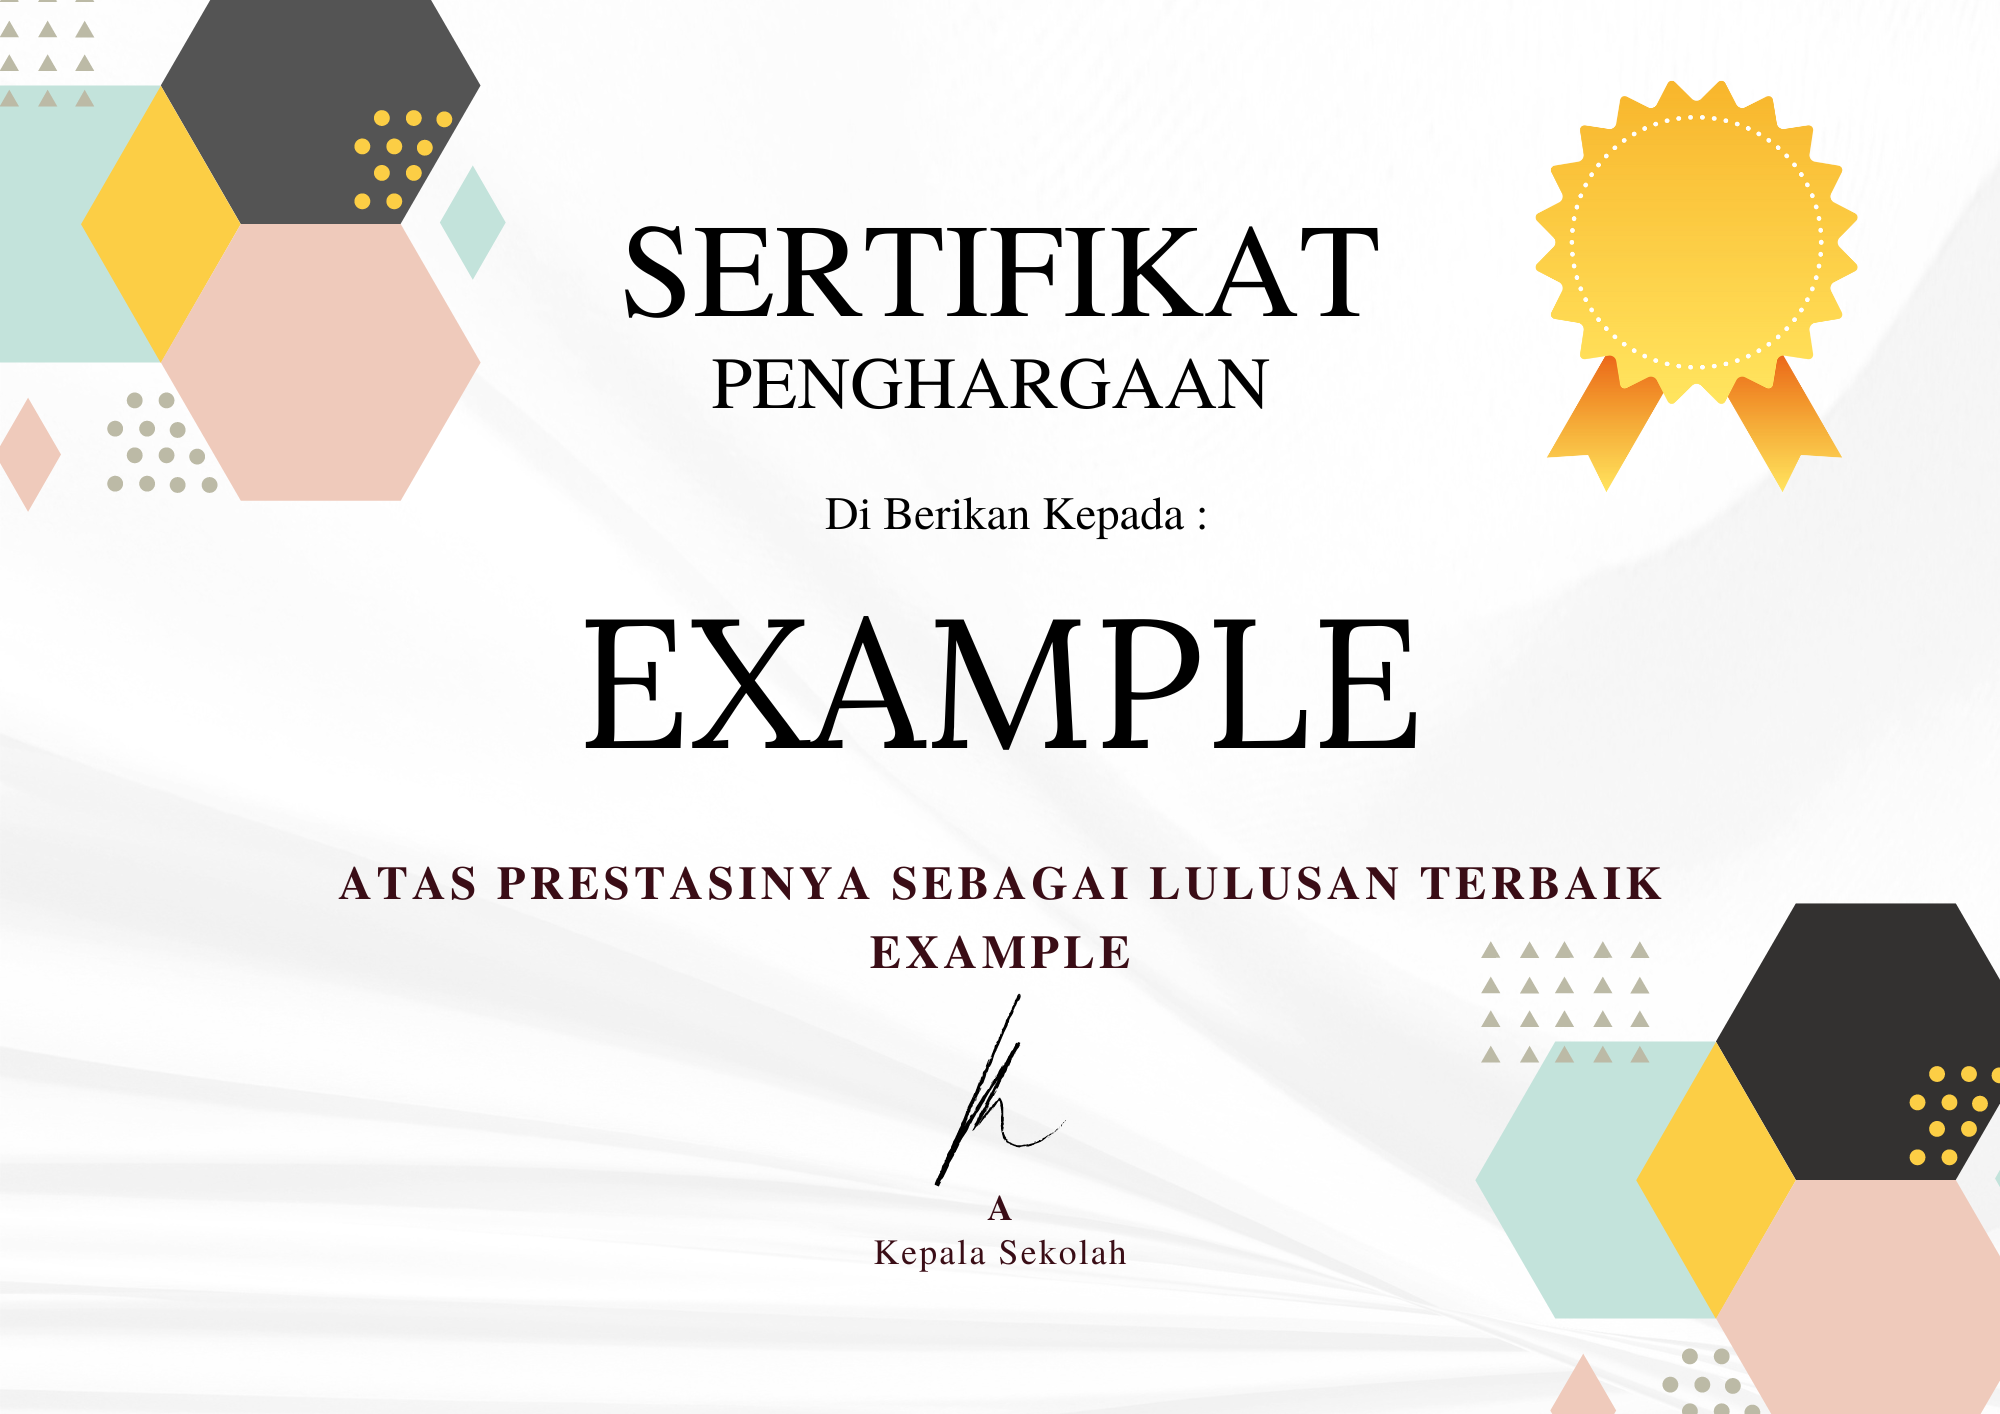 SERTIFIKAT
PENGHARGAAN
Di Berikan Kepada :
EXAMPLE
ATAS PRESTASINYA SEBAGAI LULUSAN TERBAIK
EXAMPLE
A
Kepala Sekolah